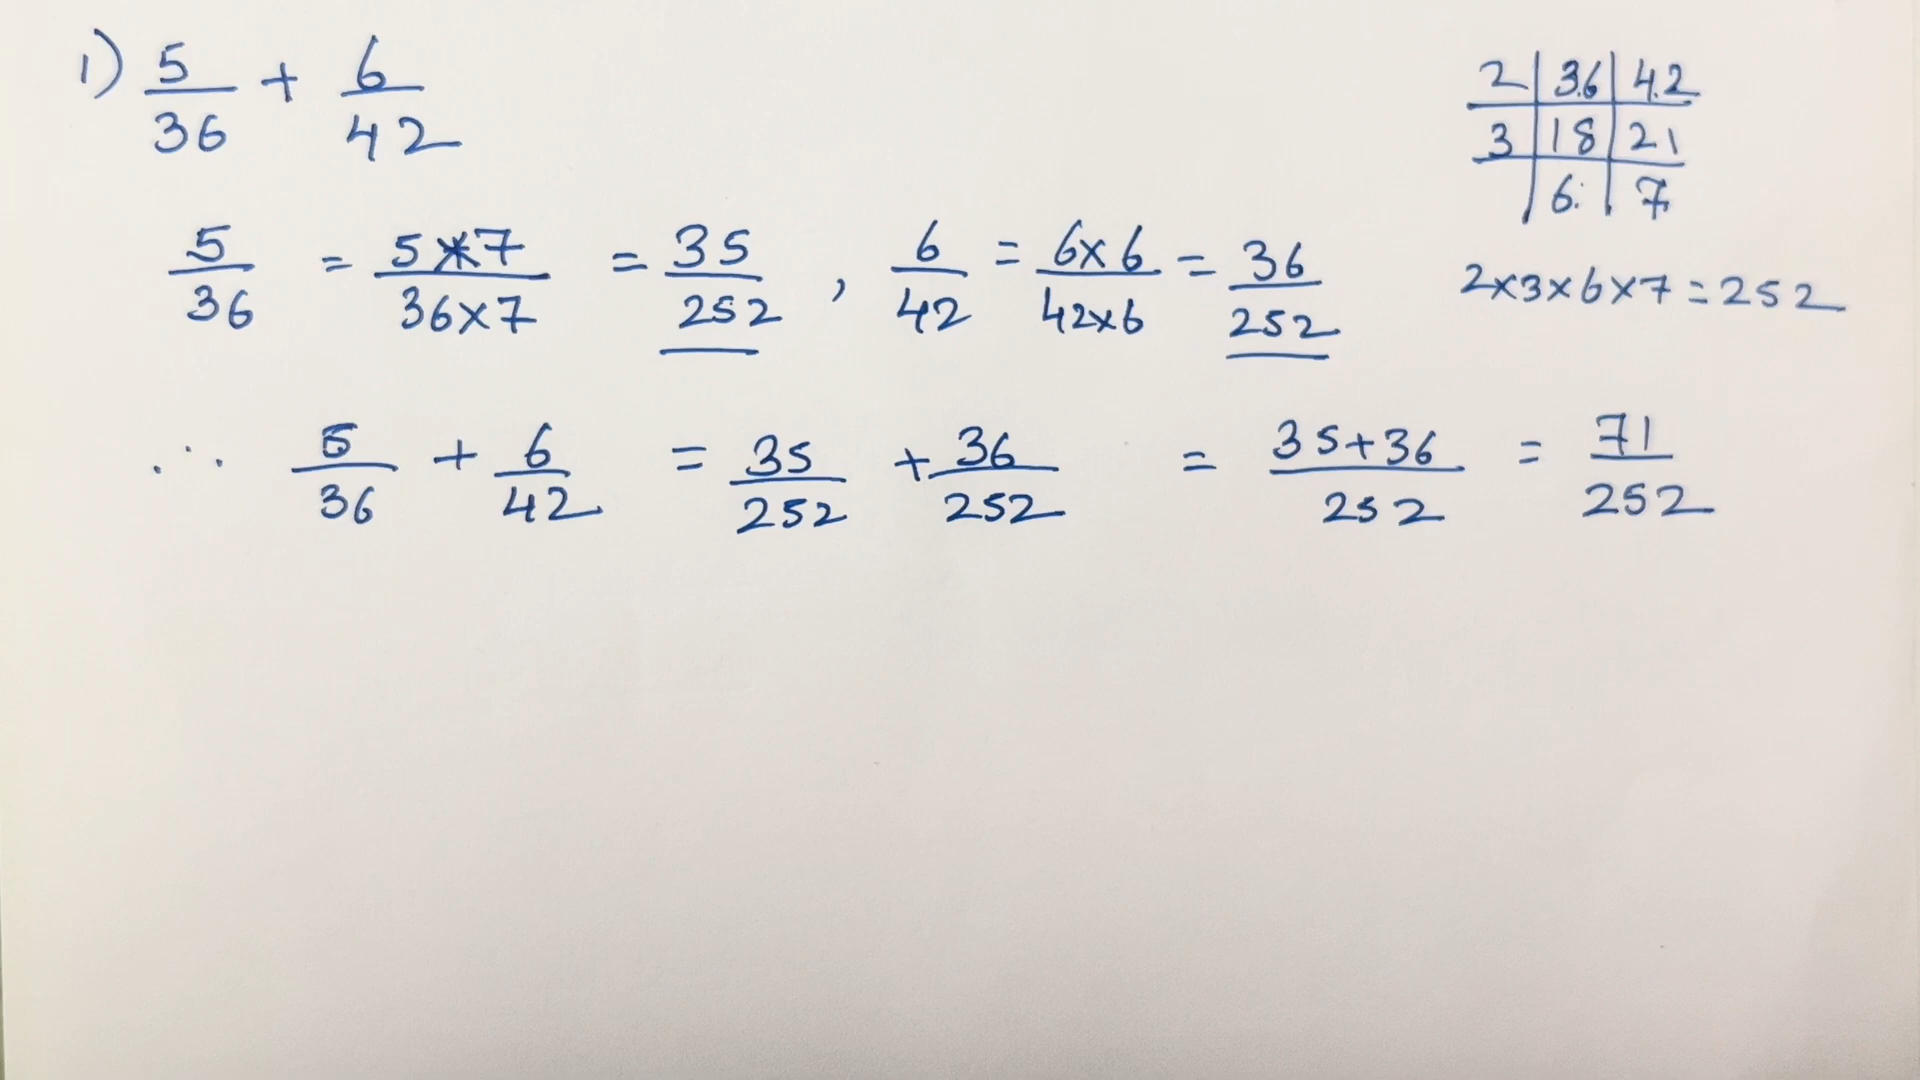 1) 5/36 + 6/42
2 | 36 | 42
3 | 18 | 21
| 6 | 7
5/36 = 5×7/36×7 = 35/252 , 6/42 = 6×6/42×6 = 36/252
2×3×6×7 = 252
∴ 5/36 + 6/42 = 35/252 + 36/252 = 35+36/252 = 71/252